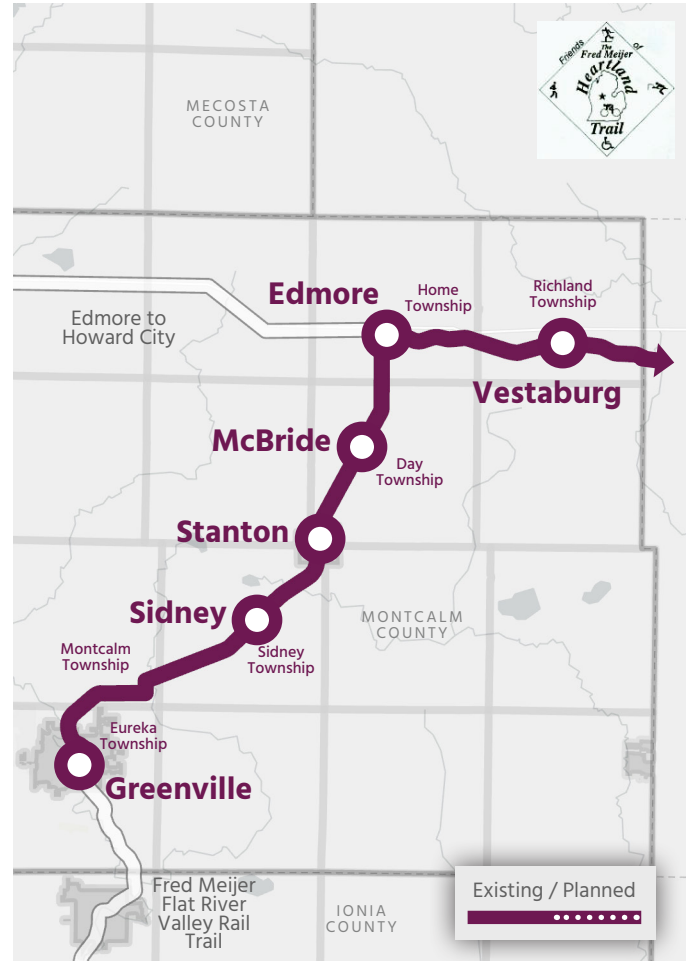 Friends of
The
Fred Meijer
Heartland
Trail
MECOSTA
COUNTY
Edmore
Home
Township
Richland
Township
Edmore to
Howard City
Vestaburg
McBride
Day
Township
Stanton
Sidney
MONTCALM
COUNTY
Montcalm
Township
Sidney
Township
Eureka
Township
Greenville
Fred Meijer
Flat River
Valley Rail
Trail
IONIA
COUNTY
Existing / Planned